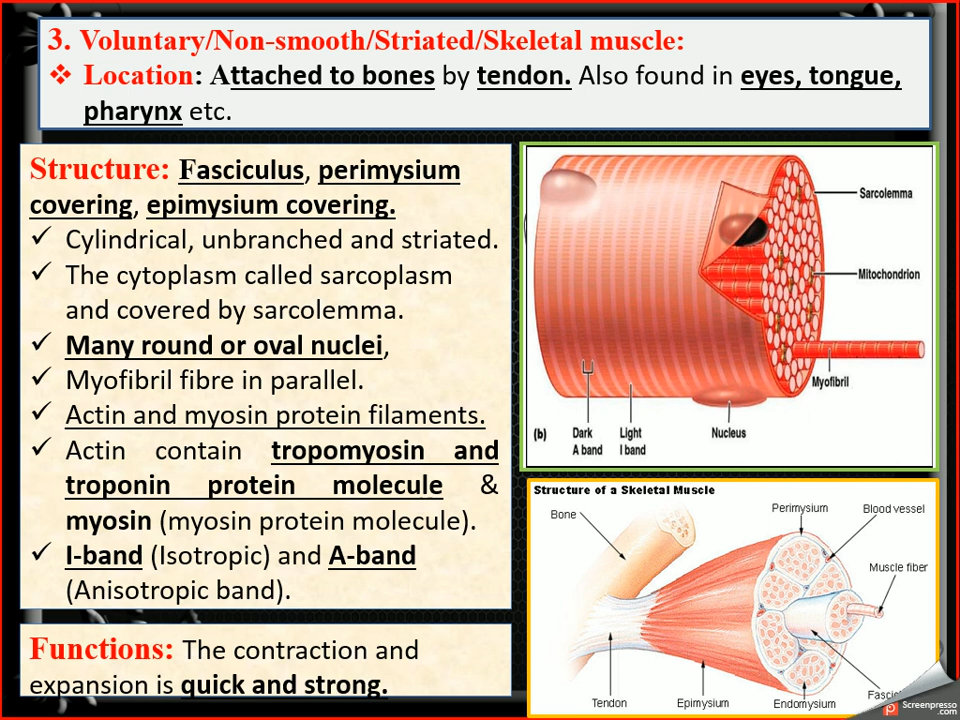 3. Voluntary/Non-smooth/Striated/Skeletal muscle:
❖ Location: Attached to bones by tendon. Also found in eyes, tongue,
pharynx etc.
Structure: Fasciculus, perimysium
covering, epimysium covering.
✓ Cylindrical, unbranched and striated.
✓ The cytoplasm called sarcoplasm
and covered by sarcolemma.
✓ Many round or oval nuclei,
✓ Myofibril fibre in parallel.
✓ Actin and myosin protein filaments.
✓ Actin contain tropomyosin and
troponin protein molecule &
myosin (myosin protein molecule).
✓ I-band (Isotropic) and A-band
(Anisotropic band).
Functions: The contraction and
expansion is quick and strong.
Sarcolemma
Mitochondrion
Myofibril
(b)
Dark
A band
Light
I band
Nucleus
Structure of a Skeletal Muscle
Bone
Perimysium
Blood vessel
Muscle fiber
Tendon
Epimysium
Endomysium
Screenpresso
.com